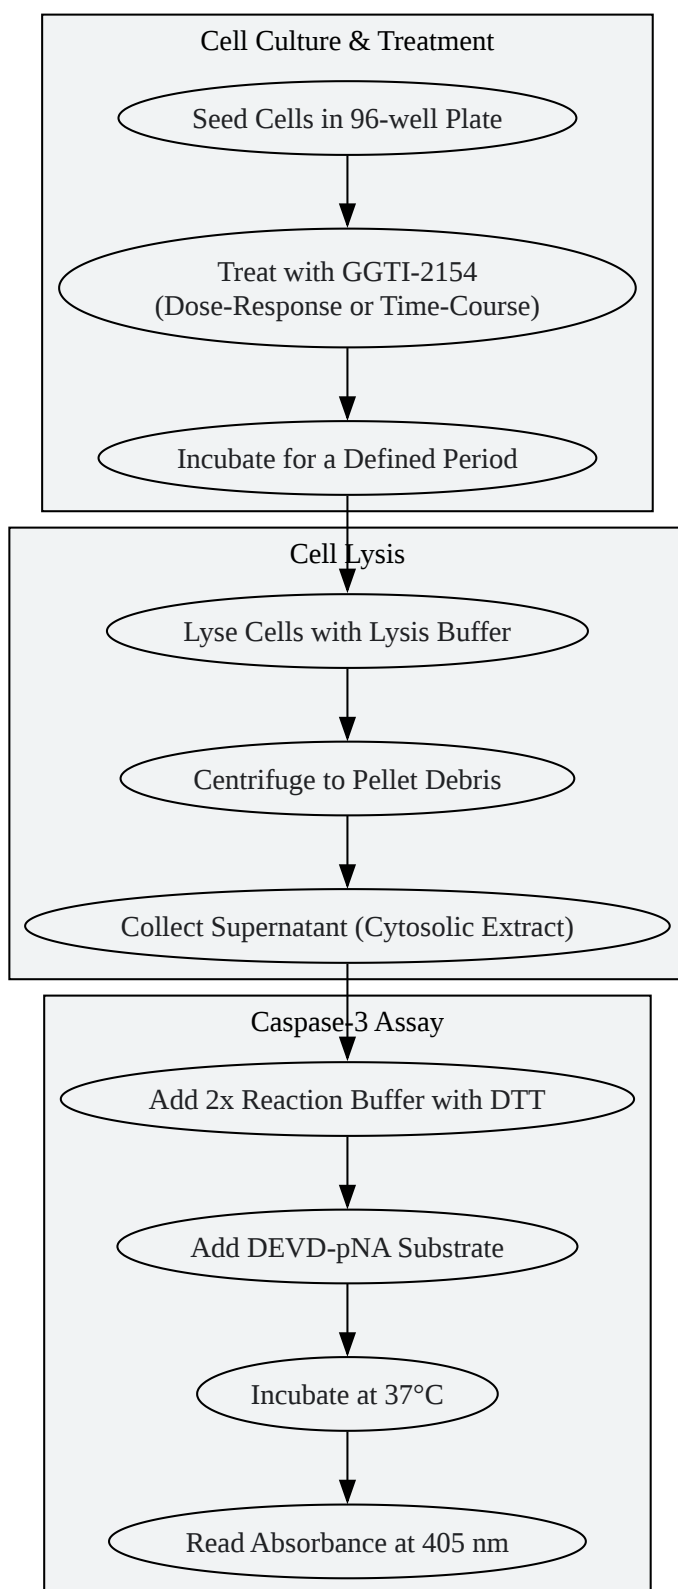 Cell Culture & Treatment
Seed Cells in 96-well Plate
Treat with GGTI-2154
(Dose-Response or Time-Course)
Incubate for a Defined Period
Cell Lysis
Lyse Cells with Lysis Buffer
Centrifuge to Pellet Debris
Collect Supernatant (Cytosolic Extract)
Caspase-3 Assay
Add 2x Reaction Buffer with DTT
Add DEVD-pNA Substrate
Incubate at 37°C
Read Absorbance at 405 nm